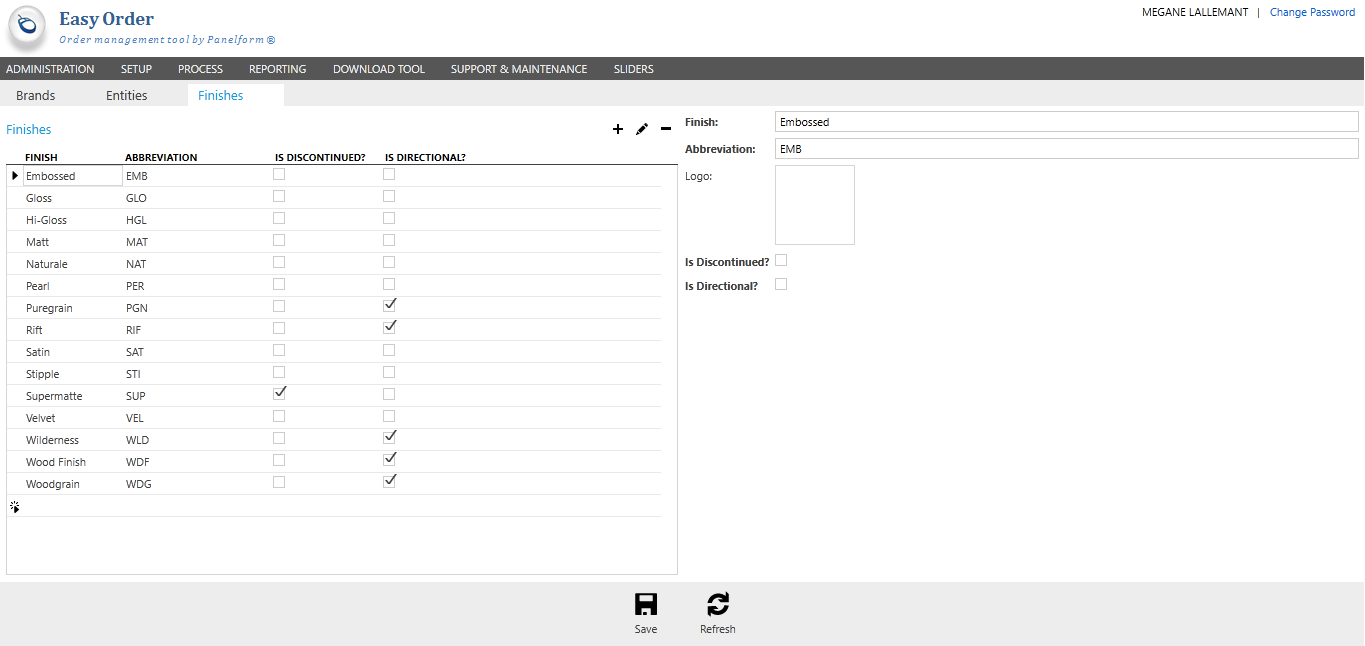 Easy Order
Order management tool by Panelform ®
MEGANE LALLEMANT | Change Password
ADMINISTRATION SETUP PROCESS REPORTING DOWNLOAD TOOL SUPPORT & MAINTENANCE SLIDERS
Brands Entities Finishes
Finishes
FINISH ABBREVIATION IS DISCONTINUED? IS DIRECTIONAL?
Embossed EMB
Gloss GLO
Hi-Gloss HGL
Matt MAT
Naturale NAT
Pearl PER
Puregrain PGN
Rift RIF
Satin SAT
Stipple STI
Supermatte SUP
Velvet VEL
Wilderness WLD
Wood Finish WDF
Woodgrain WDG
Finish: Embossed
Abbreviation: EMB
Logo:
Is Discontinued?
Is Directional?
Save Refresh